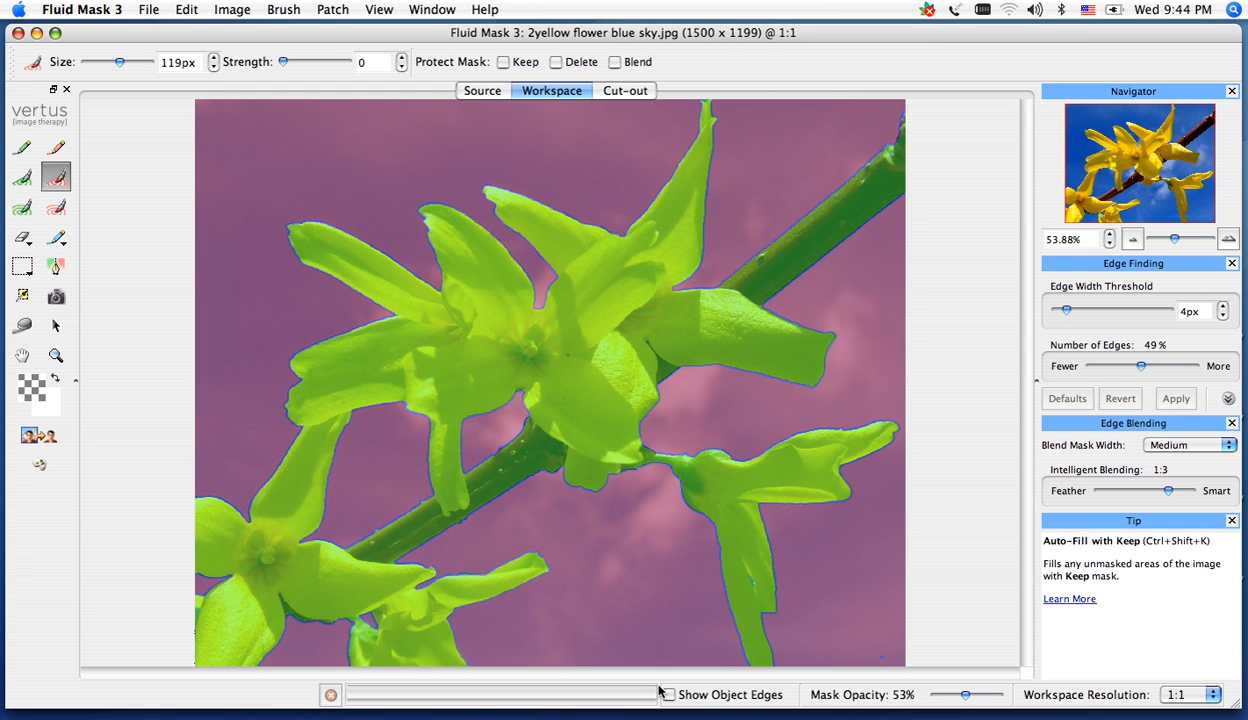 Fluid Mask 3 File Edit Image Brush Patch View Window Help Wed 9:44 PM
Fluid Mask 3: 2yellow flower blue sky.jpg (1500 x 1199) @ 1:1
Size: 119px Strength: 0 Protect Mask: Keep Delete Blend
Source Workspace Cut-out
vertus
[image therapy]
Navigator
53.88%
Edge Finding
Edge Width Threshold
4px
Number of Edges: 49 %
Fewer More
Defaults Revert Apply
Edge Blending
Blend Mask Width: Medium
Intelligent Blending: 1:3
Feather Smart
Tip
Auto-Fill with Keep (Ctrl+Shift+K)
Fills any unmasked areas of the image
with Keep mask.
Learn More
Show Object Edges Mask Opacity: 53% Workspace Resolution: 1:1